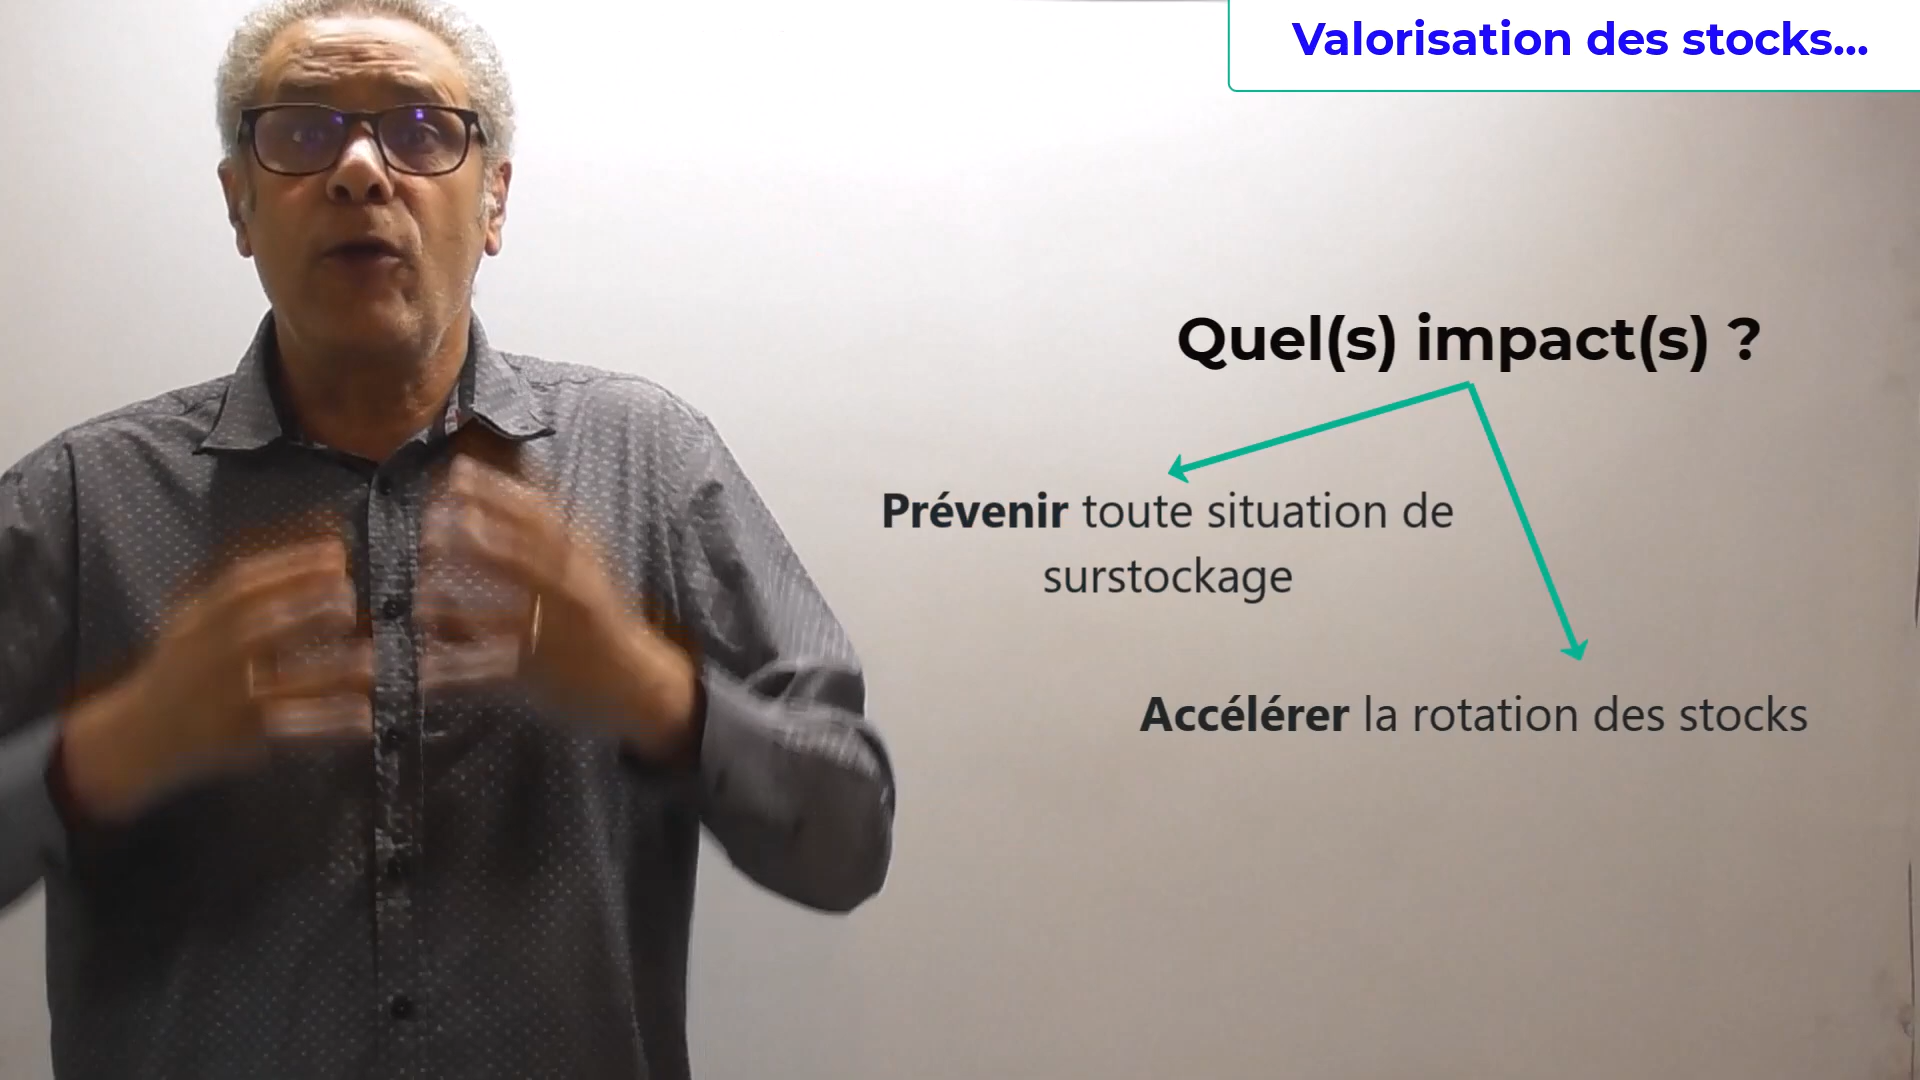 Valorisation des stocks...
Quel(s) impact(s) ?
Prévenir toute situation de
surstockage
Accélérer la rotation des stocks